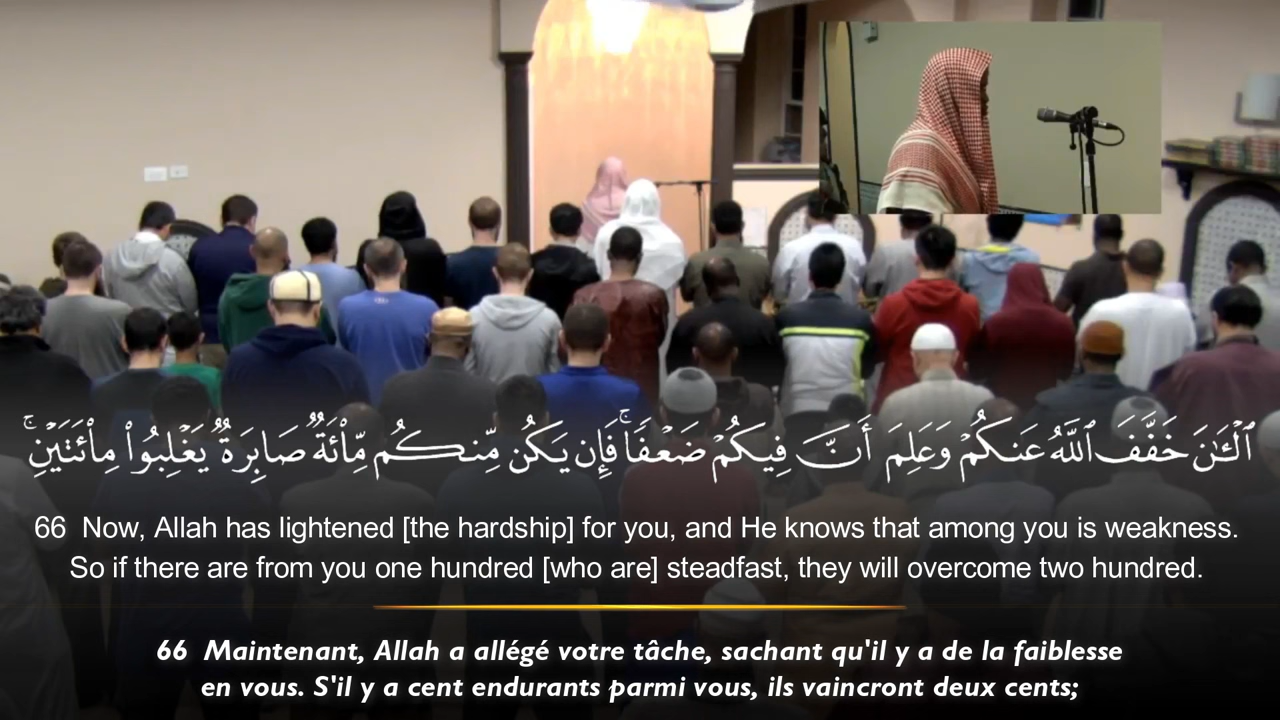 ٱلْـَٰٔنَ خَفَّفَ ٱللَّهُ عَنكُمْ وَعَلِمَ أَنَّ فِيكُمْ ضَعْفًا ۚ فَإِن يَكُن مِّنكُم مِّا۟ئَةٌ صَابِرَةٌ يَغْلِبُوا۟ مِا۟ئَتَيْنِ ۚ
66 Now, Allah has lightened [the hardship] for you, and He knows that among you is weakness.
So if there are from you one hundred [who are] steadfast, they will overcome two hundred.
66 Maintenant, Allah a allégé votre tâche, sachant qu'il y a de la faiblesse
en vous. S'il y a cent endurants parmi vous, ils vaincront deux cents;